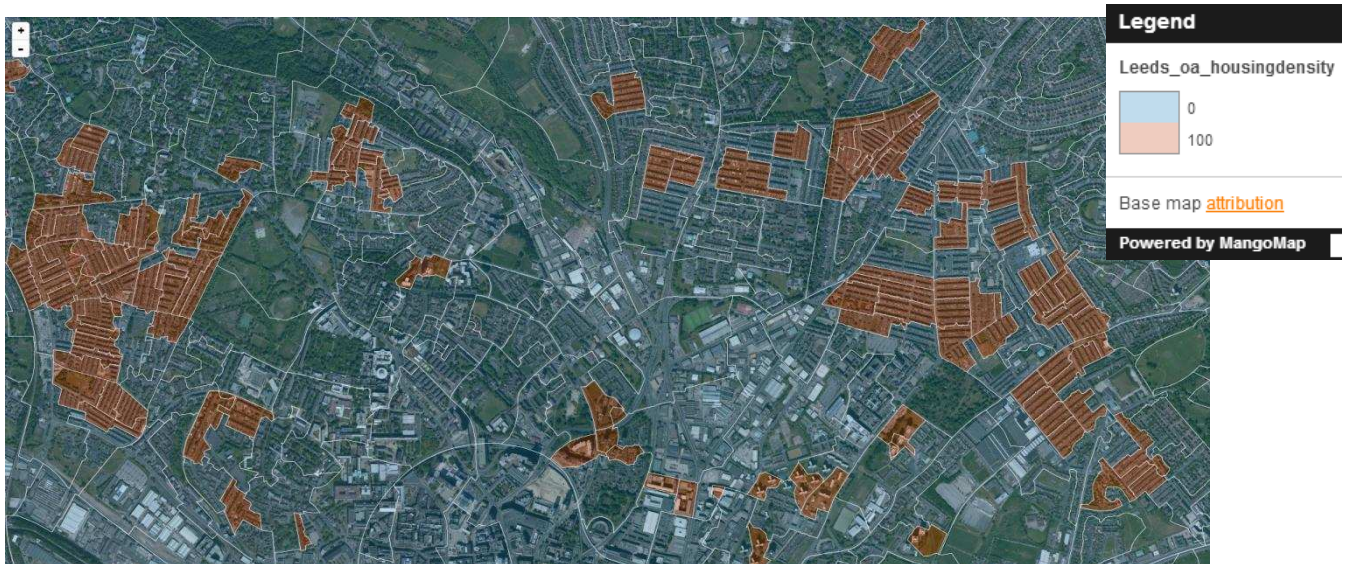 +
-
Legend
Leeds_oa_housingdensity
0
100
Base map attribution
Powered by MangoMap